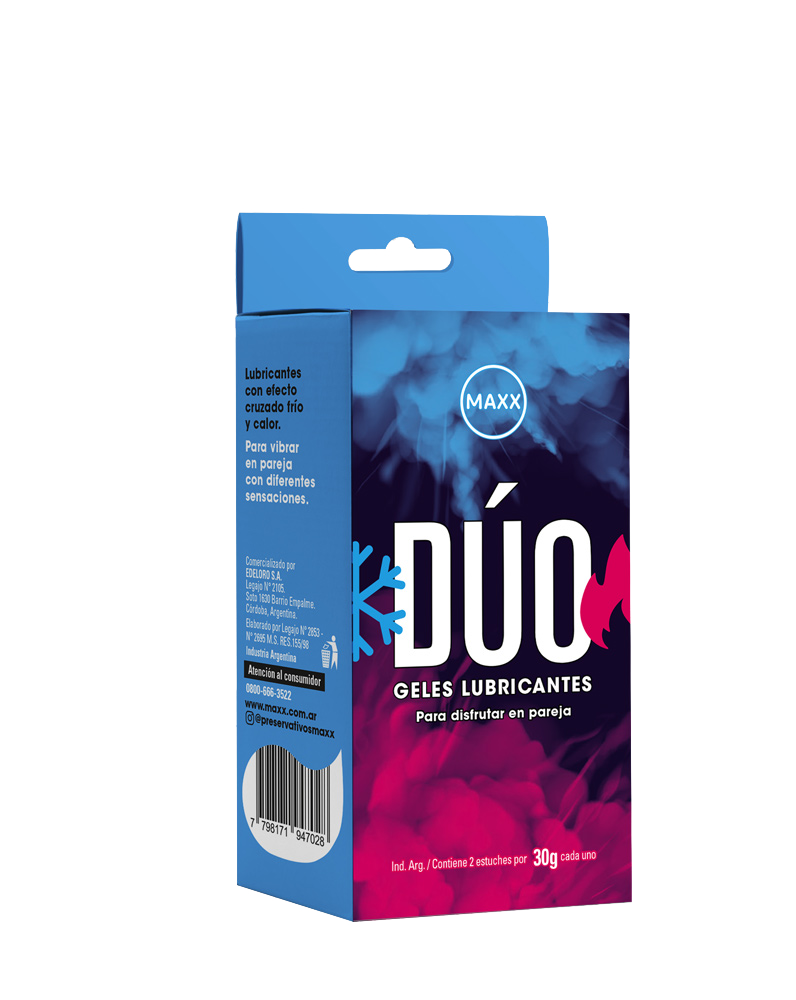 Lubricantes
con efecto
cruzado frío
y calor.
Para vibrar
en pareja
con diferentes
sensaciones.
Comercializado por
EDELORO S.A.
Legajo N° 2105.
Soto 1630 Barrio Empalme.
Córdoba, Argentina.
Elaborado por Legajo N° 2853 -
N° 2695 M.S. RES.155/98
Industria Argentina
Atención al consumidor
0800-666-3522
www.maxx.com.ar
@preservativosmaxx
7 798171 947028
MAXX
DÚO
GELES LUBRICANTES
Para disfrutar en pareja
Ind. Arg. / Contiene 2 estuches por 30g cada uno